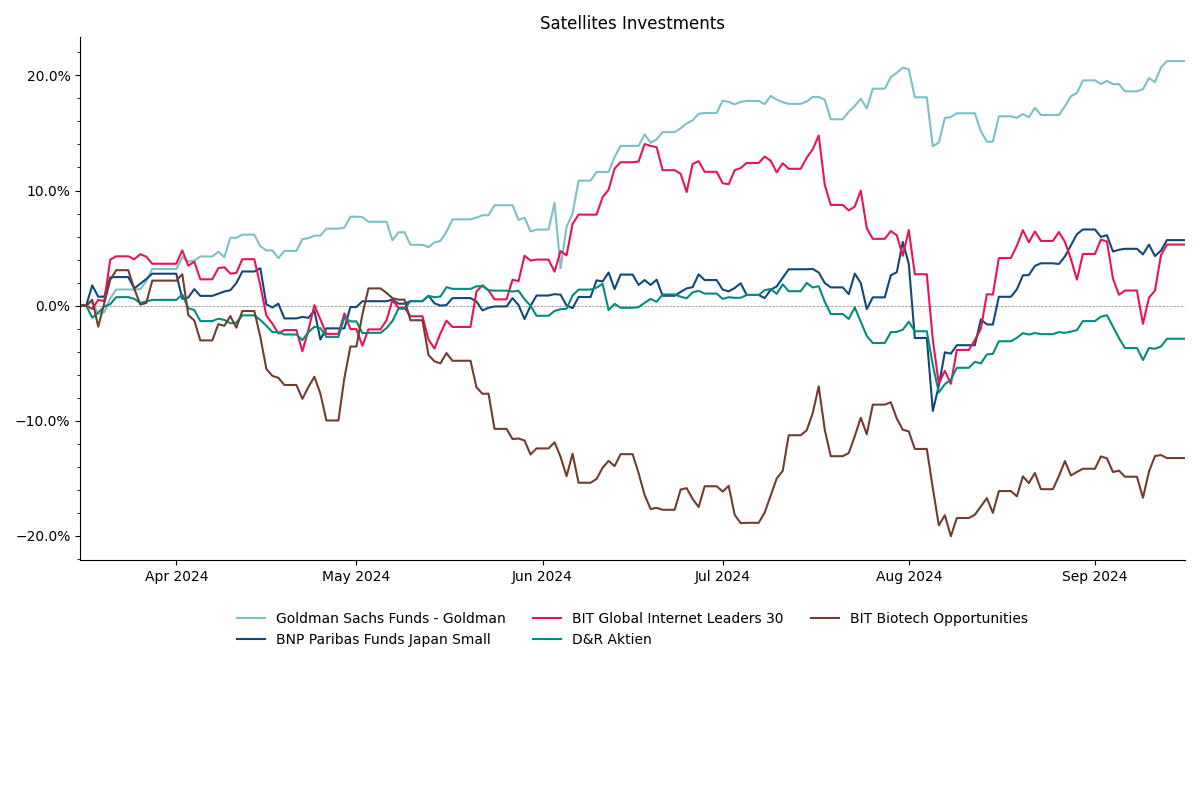 Satellites Investments
20.0%
10.0%
0.0%
−10.0%
−20.0%
Apr 2024 May 2024 Jun 2024 Jul 2024 Aug 2024 Sep 2024
Goldman Sachs Funds - Goldman BIT Global Internet Leaders 30 BIT Biotech Opportunities
BNP Paribas Funds Japan Small D&R Aktien